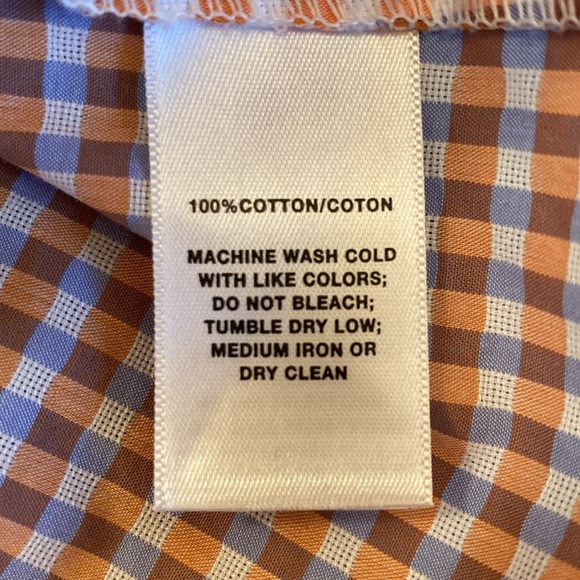 100%COTTON/COTON
MACHINE WASH COLD
WITH LIKE COLORS;
DO NOT BLEACH;
TUMBLE DRY LOW;
MEDIUM IRON OR
DRY CLEAN